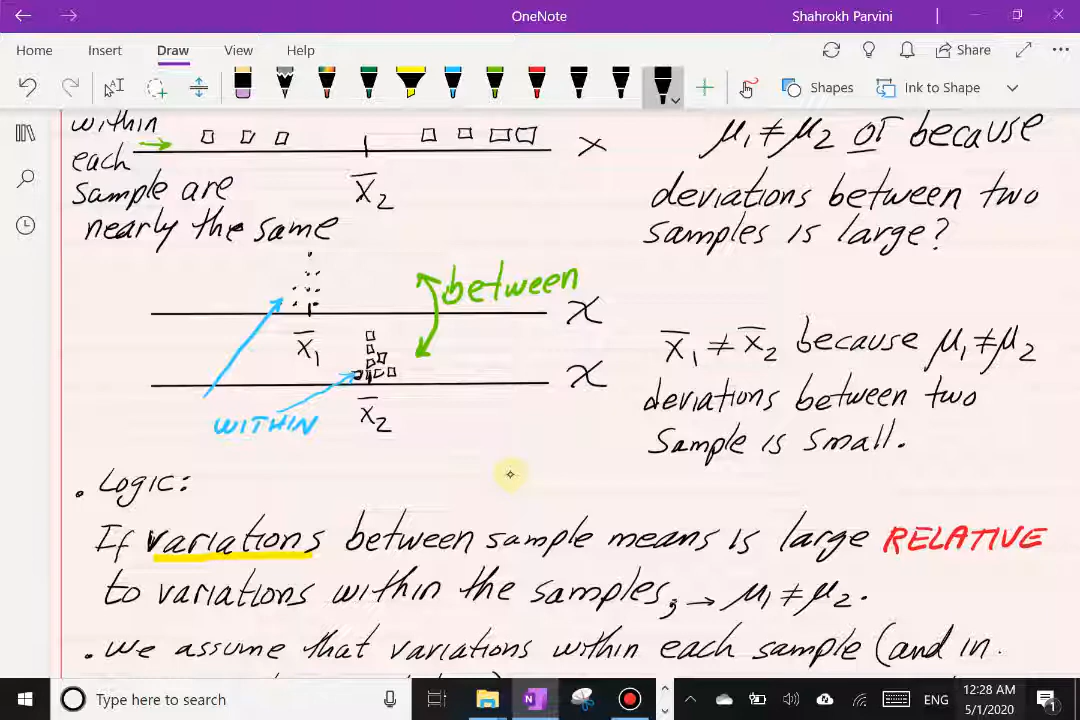 OneNote
Shahrokh Parvini
Home Insert Draw View Help
Share
Shapes
Ink to Shape
within
each
sample are
nearly the same
x
x̄2
μ1 ≠ μ2 or because
deviations between two
samples is large?
between
x
x̄1
x
x̄2
WITHIN
x̄1 ≠ x̄2 because μ1 ≠ μ2
deviations between two
sample is small.
. Logic:
If variations between sample means is large RELATIVE
to variations within the samples; → μ1 ≠ μ2.
. We assume that variations within each sample (and in
Type here to search
ENG
12:28 AM
5/1/2020
1